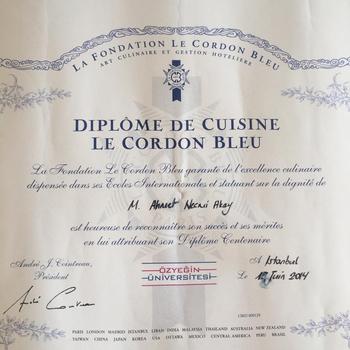 LA FONDATION LE CORDON BLEU
ART CULINAIRE ET GESTION HOTELIERE
DIPLÔME DE CUISINE
LE CORDON BLEU
La Fondation Le Cordon Bleu garante de l'excellence culinaire
dispensée dans ses Ecoles Internationales et statuant sur la dignité de
M. Ahmet Necmi Akay
est heureuse de reconnaître son succès et ses mérites
en lui attribuant son Diplôme Centenaire
André J. Cointreau,
Président
ÖZYEĞİN
ÜNİVERSİTESİ
A Istanbul
Le Juin 2014
PARIS LONDON MADRID ISTANBUL LIBAN INDIA MALAYSIA THAILAND AUSTRALIA NEW ZEALAND
TAIWAN CHINA JAPAN KOREA USA OTTAWA MEXICO CENTRAL AMERICA PERU BRASIL